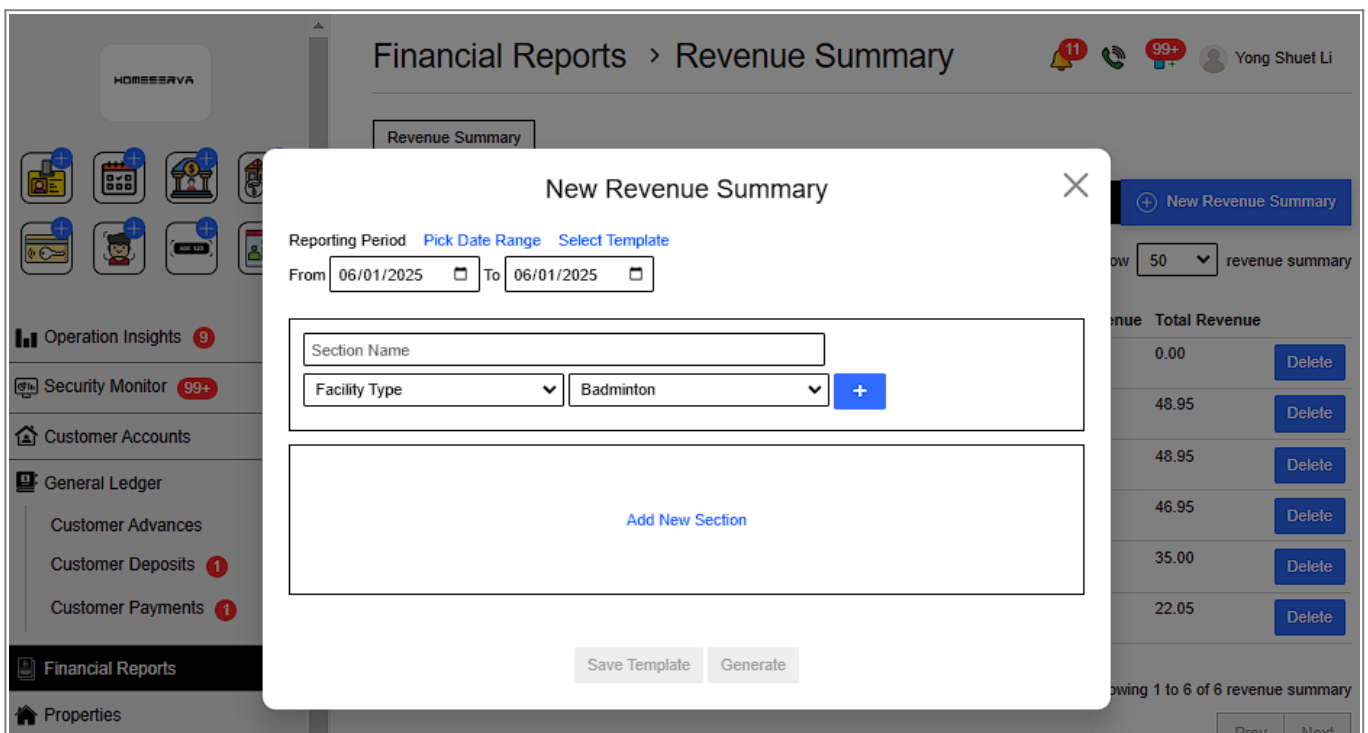 HOMESERVA
Financial Reports > Revenue Summary
11
99+
Yong Shuet Li
Revenue Summary
New Revenue Summary
New Revenue Summary
Reporting Period Pick Date Range Select Template
From 06/01/2025 To 06/01/2025
50 revenue summary
Total Revenue
Operation Insights 9
Section Name
0.00 Delete
Security Monitor 99+
Facility Type Badminton +
48.95 Delete
Customer Accounts
48.95 Delete
General Ledger
Customer Advances
Add New Section
46.95 Delete
Customer Deposits 1
35.00 Delete
Customer Payments 1
22.05 Delete
Financial Reports
Save Template Generate
1 to 6 of 6 revenue summary
Properties
Prev Next